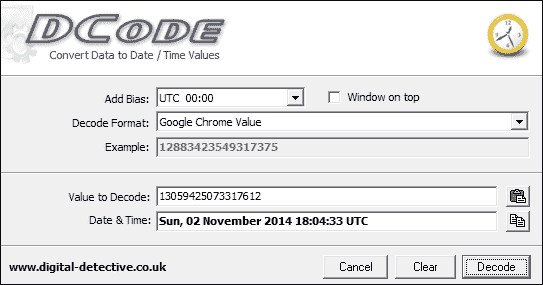 DCODE
Convert Data to Date / Time Values
Add Bias: UTC 00:00 Window on top
Decode Format: Google Chrome Value
Example: 12883423549317375
Value to Decode: 13059425073317612
Date & Time: Sun, 02 November 2014 18:04:33 UTC
www.digital-detective.co.uk Cancel Clear Decode